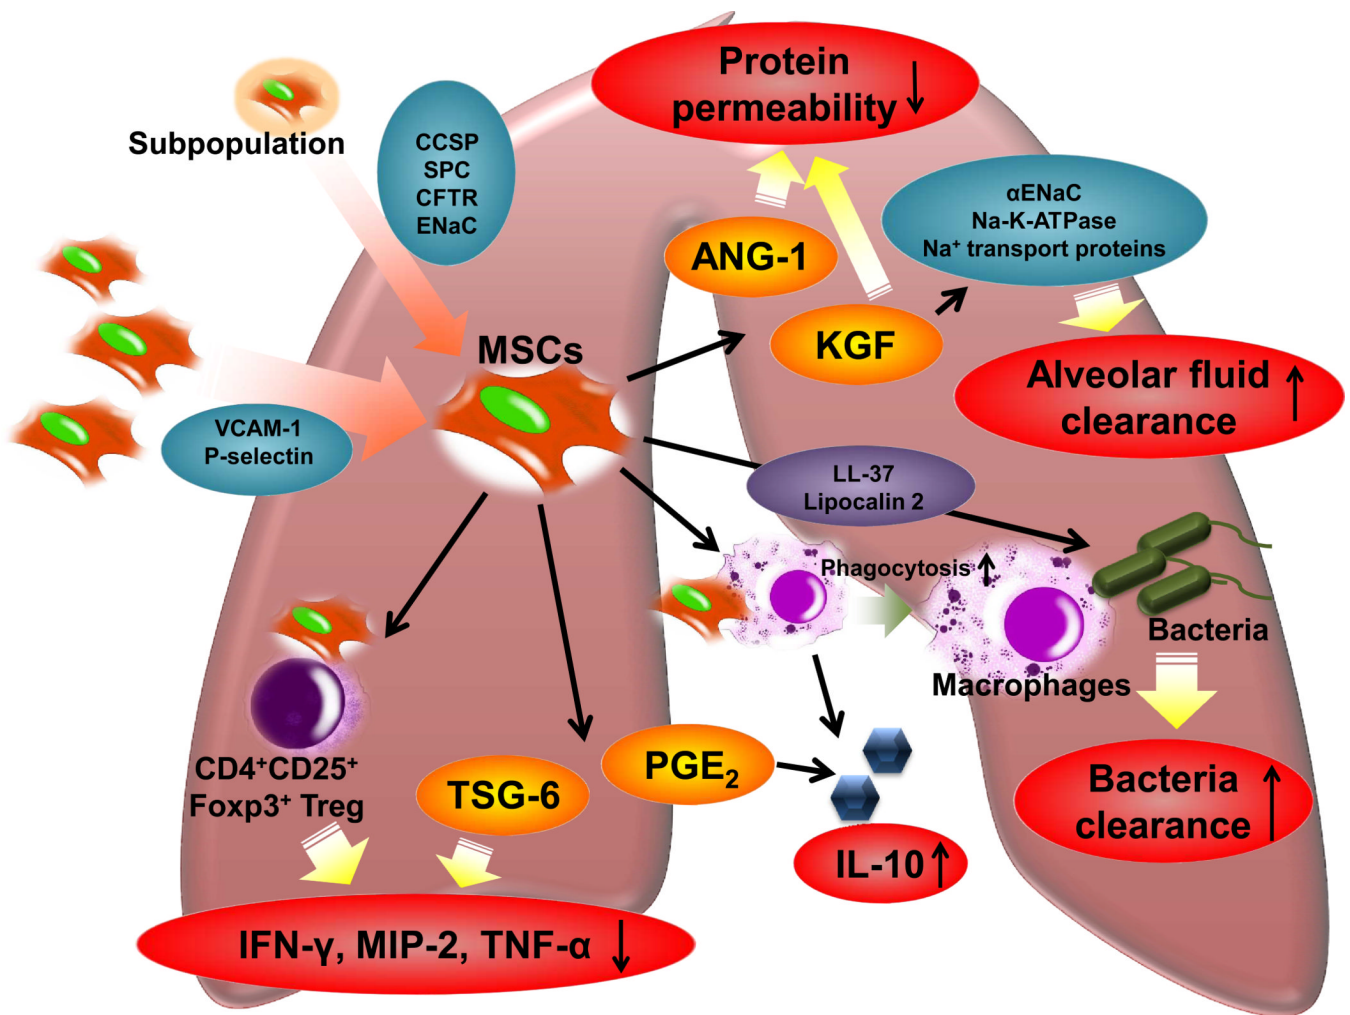 Protein
permeability ↓
Subpopulation
CCSP
SPC
CFTR
ENaC
αENaC
Na-K-ATPase
Na⁺ transport proteins
ANG-1
KGF
MSCs
Alveolar fluid
clearance ↑
VCAM-1
P-selectin
LL-37
Lipocalin 2
Phagocytosis ↑
Bacteria
Macrophages
CD4⁺CD25⁺
Foxp3⁺ Treg
TSG-6
PGE₂
Bacteria
clearance ↑
IL-10 ↑
IFN-γ, MIP-2, TNF-α ↓